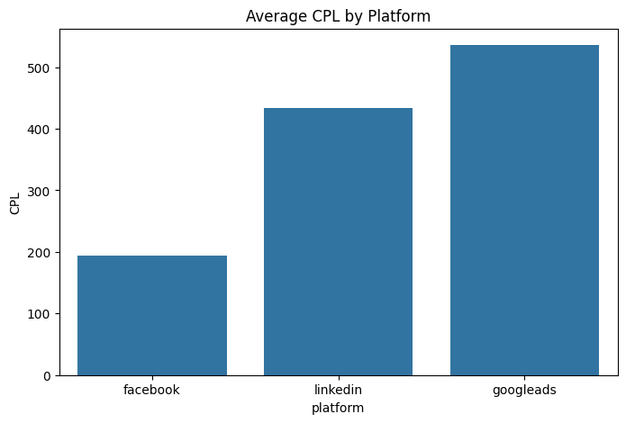 Average CPL by Platform
CPL
500
400
300
200
100
0
facebook
linkedin
googleads
platform